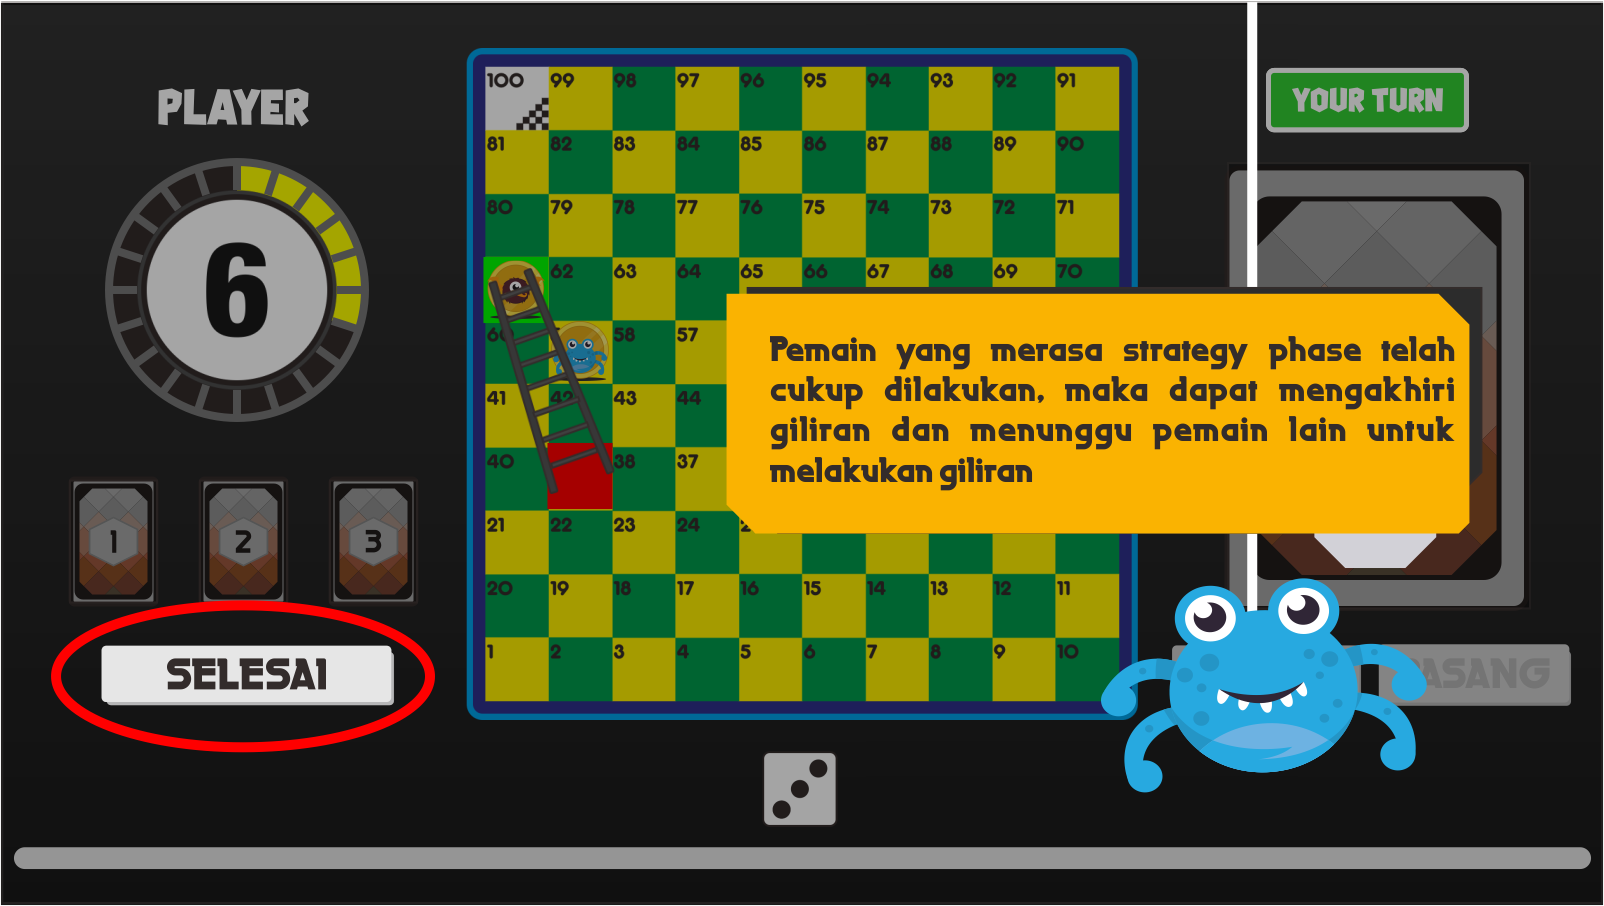 PLAYER
6
1
2
3
SELESAI
100 99 98 97 96 95 94 93 92 91
81 82 83 84 85 86 87 88 89 90
80 79 78 77 76 75 74 73 72 71
62 63 64 65 66 67 68 69 70
60 58 57
41 42 43 44
40 38 37
21 22 23 24
20 19 18 17 16 15 14 13 12 11
1 2 3 4 5 6 7 8 9 10
YOUR TURN
Pemain yang merasa strategy phase telah
cukup dilakukan, maka dapat mengakhiri
giliran dan menunggu pemain lain untuk
melakukan giliran